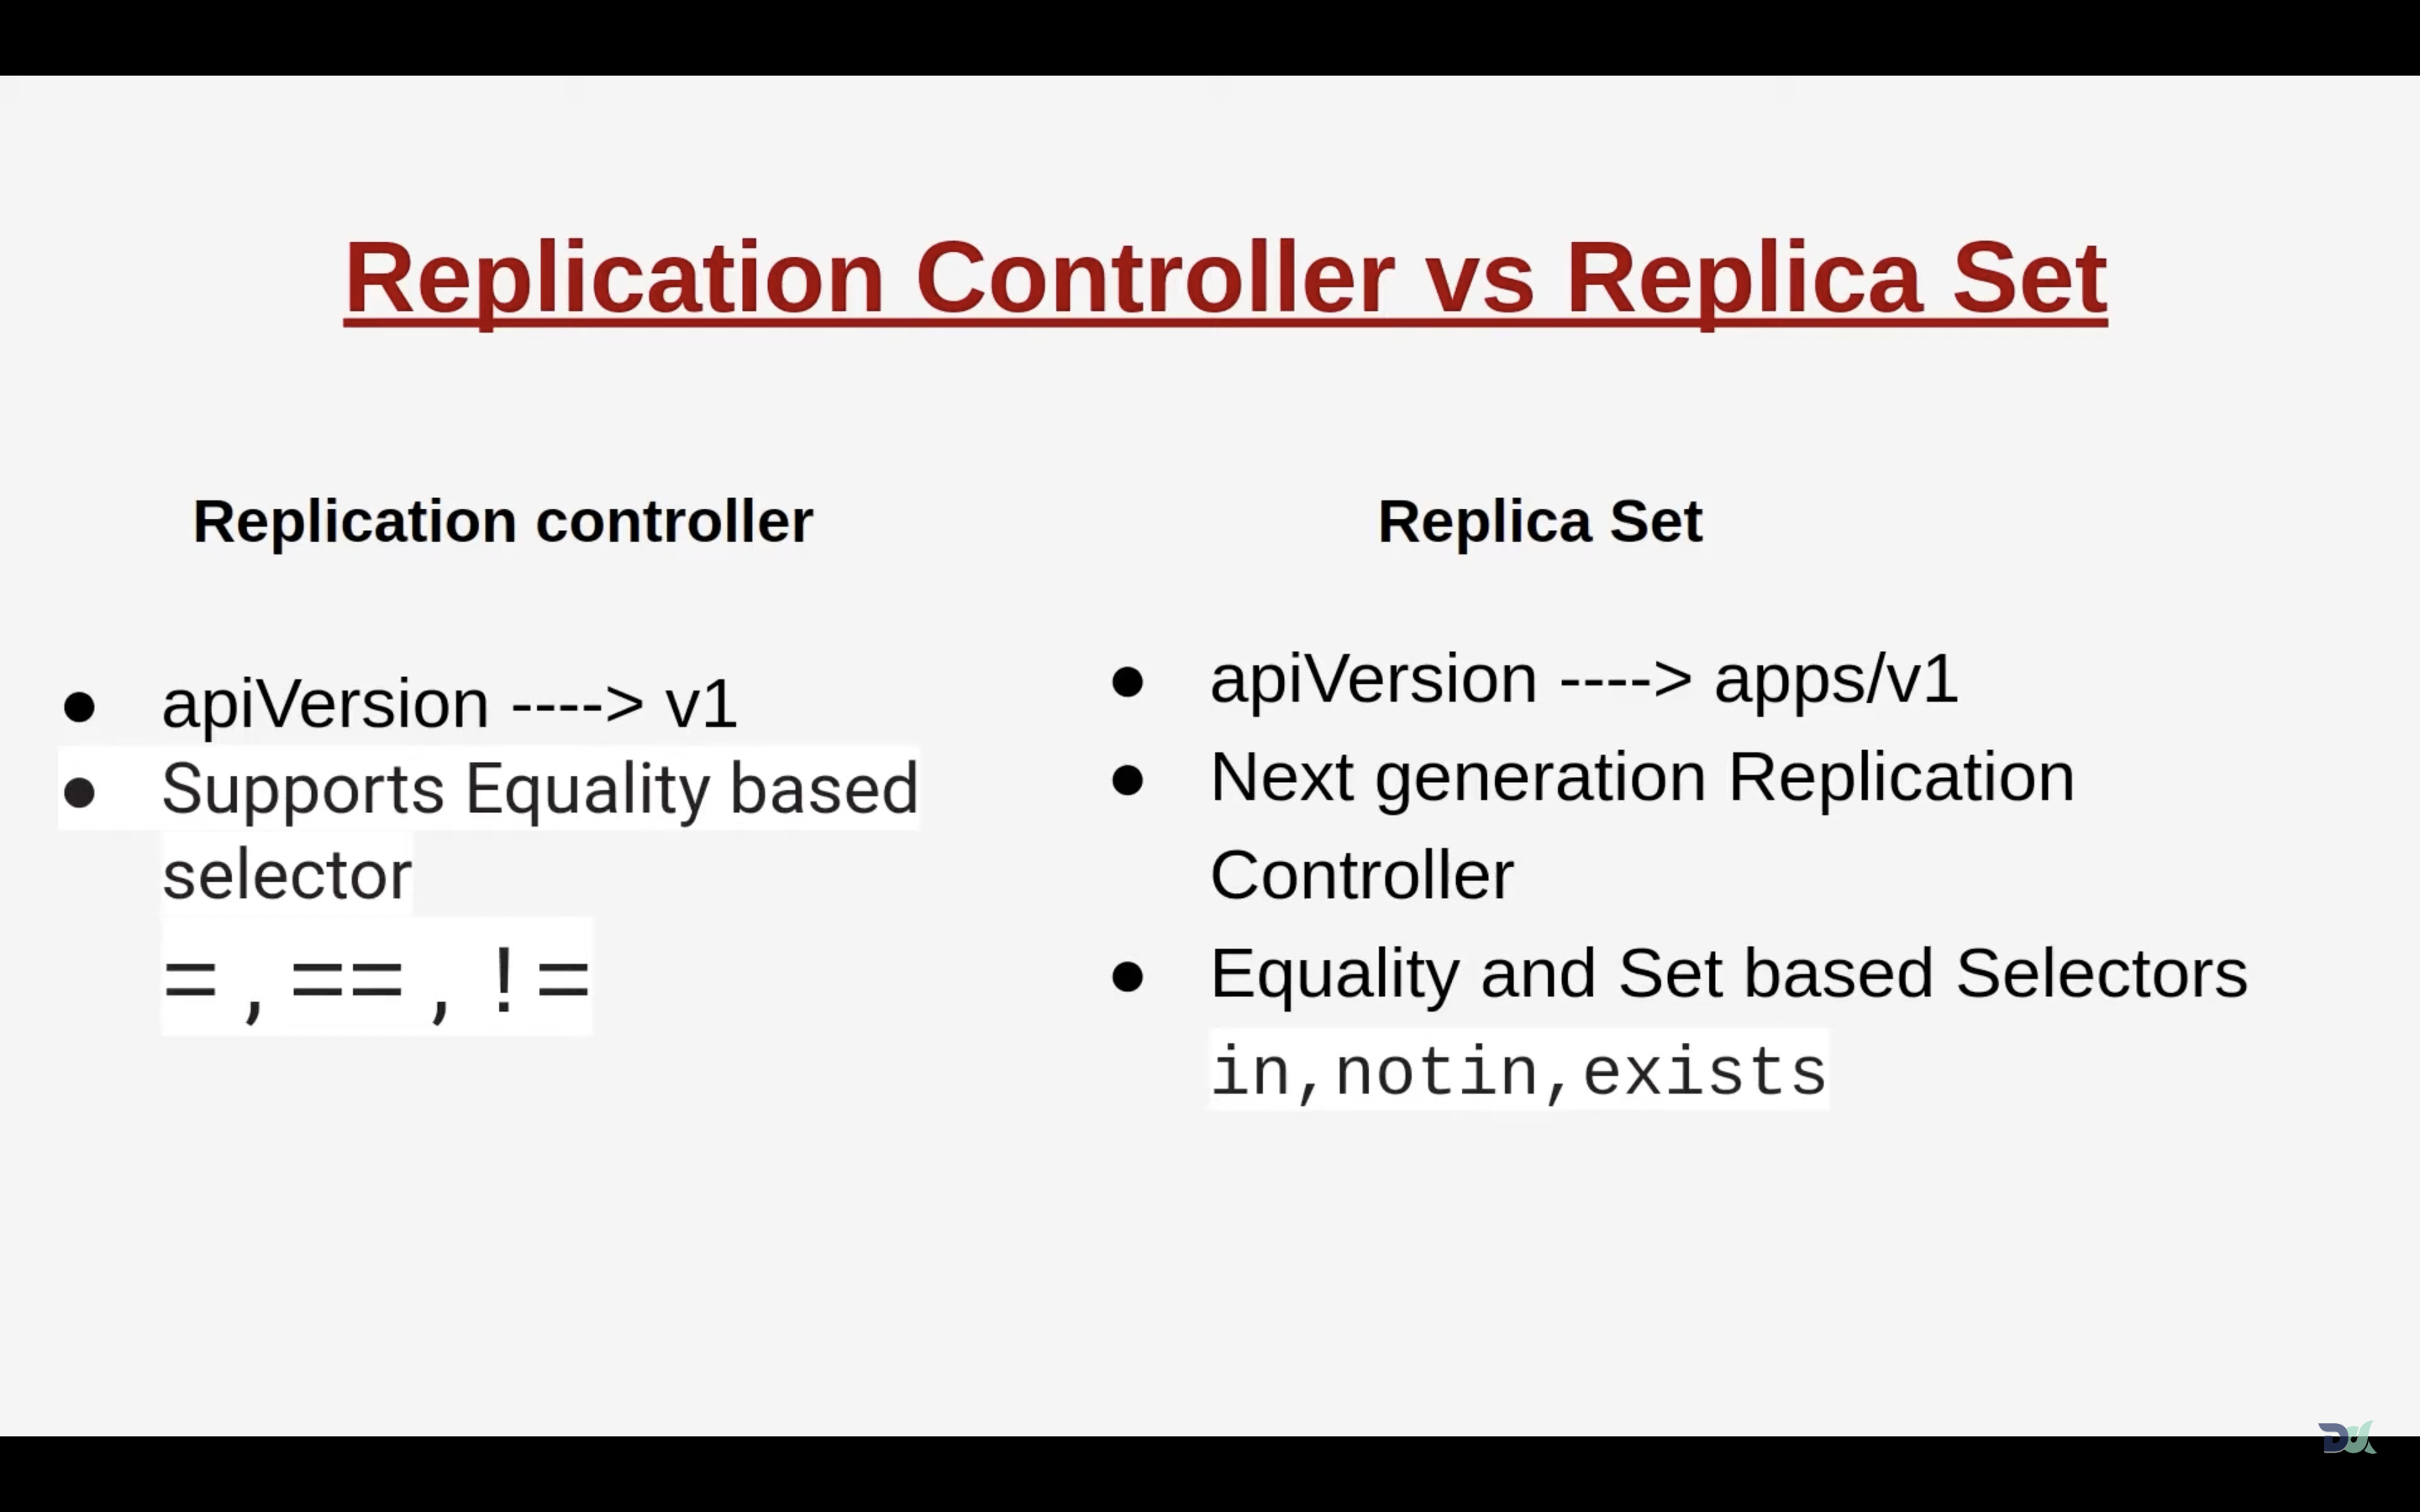 Replication Controller vs Replica Set
Replication controller
● apiVersion ----> v1
● Supports Equality based
selector
=,==,!=
Replica Set
● apiVersion ----> apps/v1
● Next generation Replication
Controller
● Equality and Set based Selectors
in,notin,exists